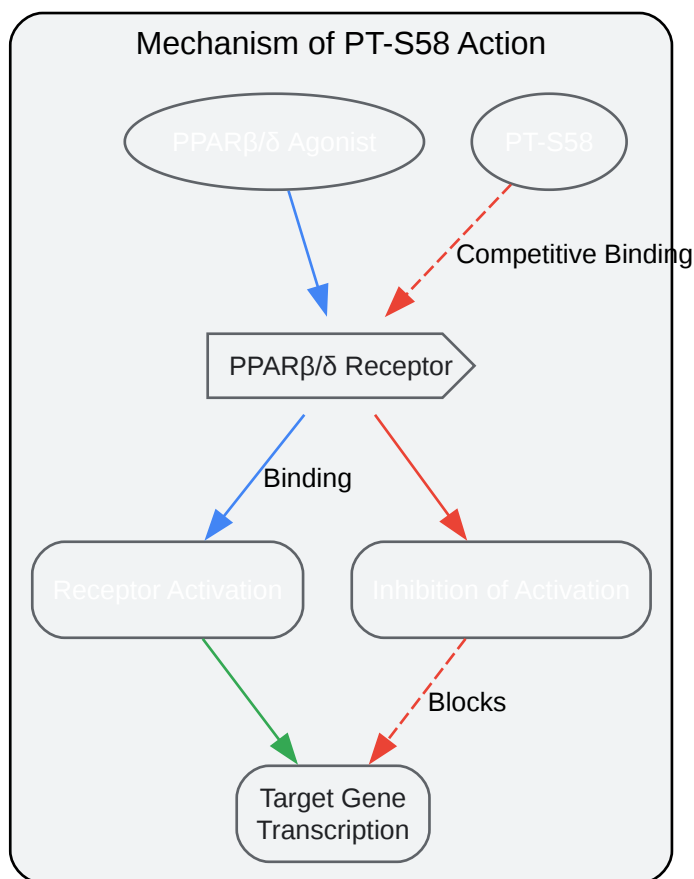 Mechanism of PT-S58 Action
PPARβ/δ Agonist
PT-S58
Competitive Binding
PPARβ/δ Receptor
Binding
Receptor Activation
Inhibition of Activation
Blocks
Target Gene
Transcription